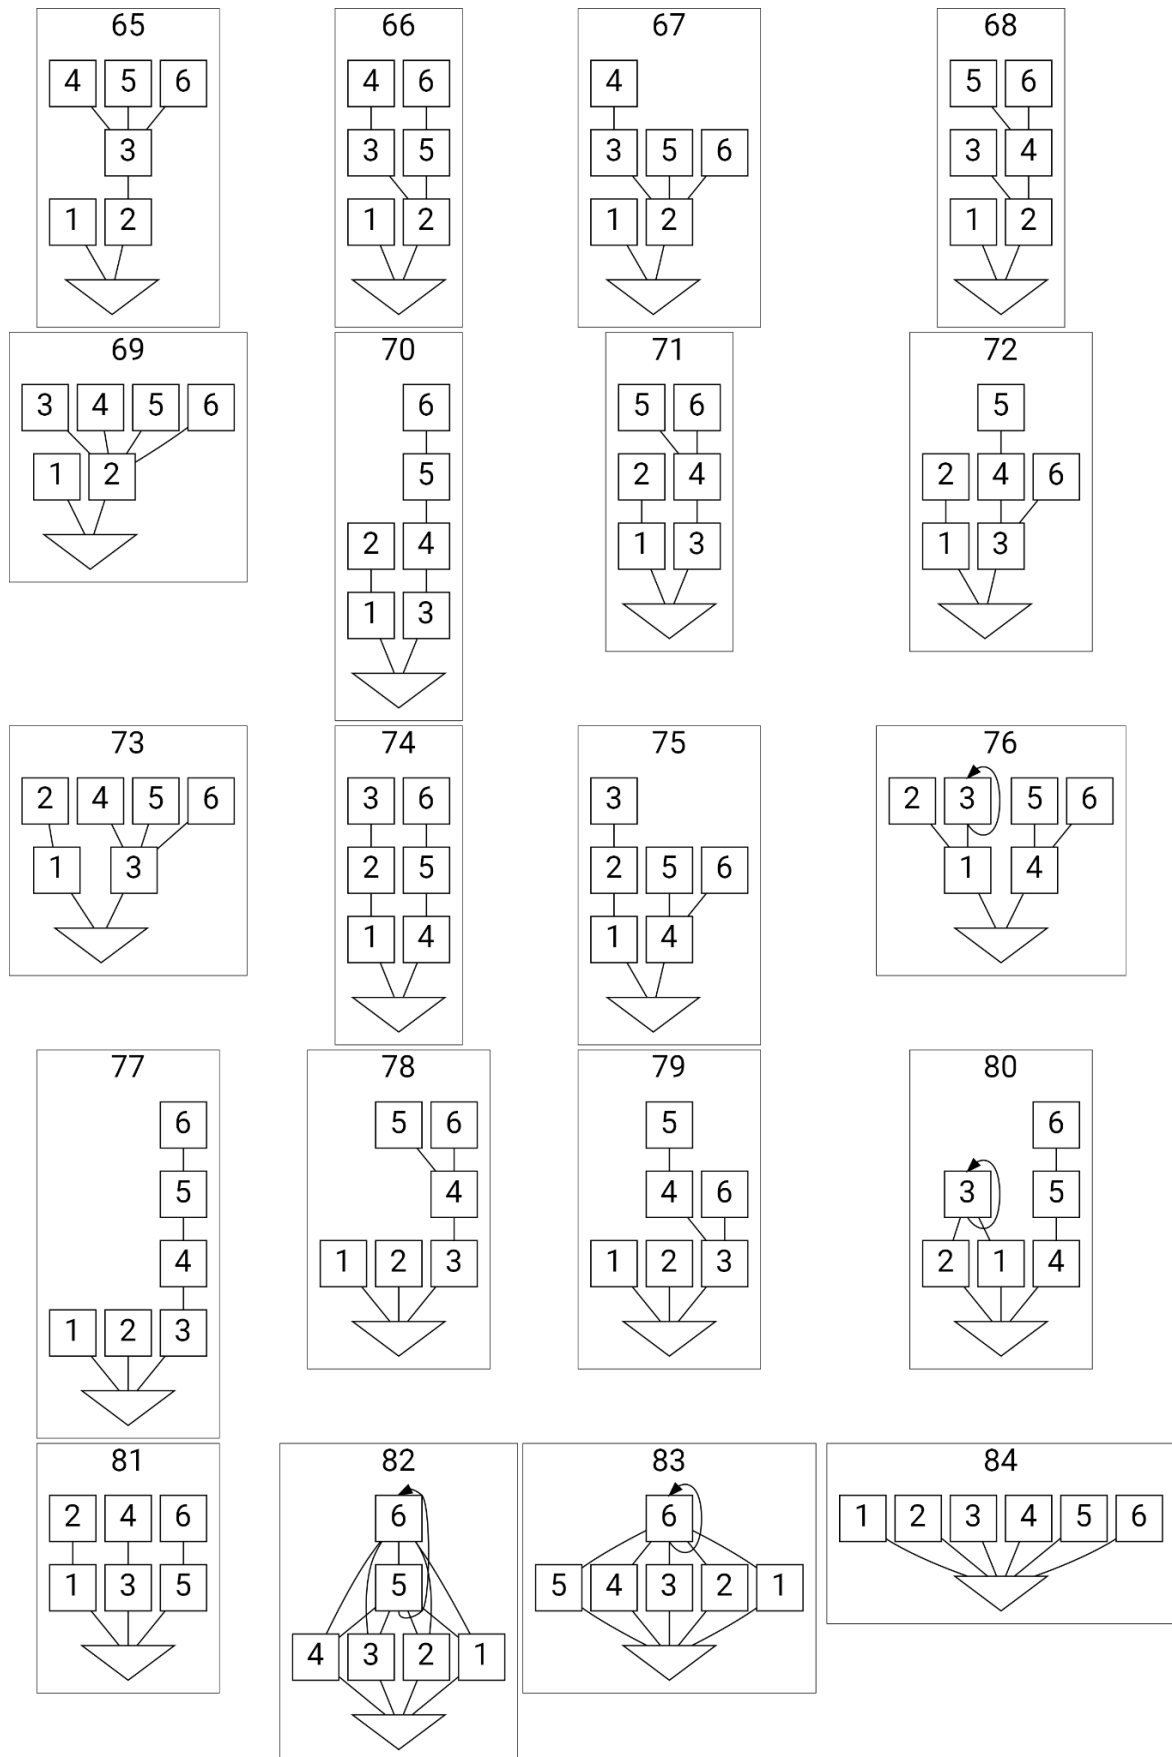 65 66 67 68
4 5 6 4 6 4 5 6
3 3 5 3 5 6 3 4
1 2 1 2 1 2 1 2
69 70 71 72
3 4 5 6 6 5 6 5
1 2 5 2 4 2 4 6
2 4 1 3 1 3
1 3
73 74 75 76
2 4 5 6 3 6 3 2 3 5 6
1 3 2 5 2 5 6 1 4
1 4 1 4
77 78 79 80
6 5 6 5 6
5 4 4 6 3 5
4 1 2 3 1 2 3 2 1 4
1 2 3
81 82 83 84
2 4 6 6 6 1 2 3 4 5 6
1 3 5 5 5 4 3 2 1
4 3 2 1